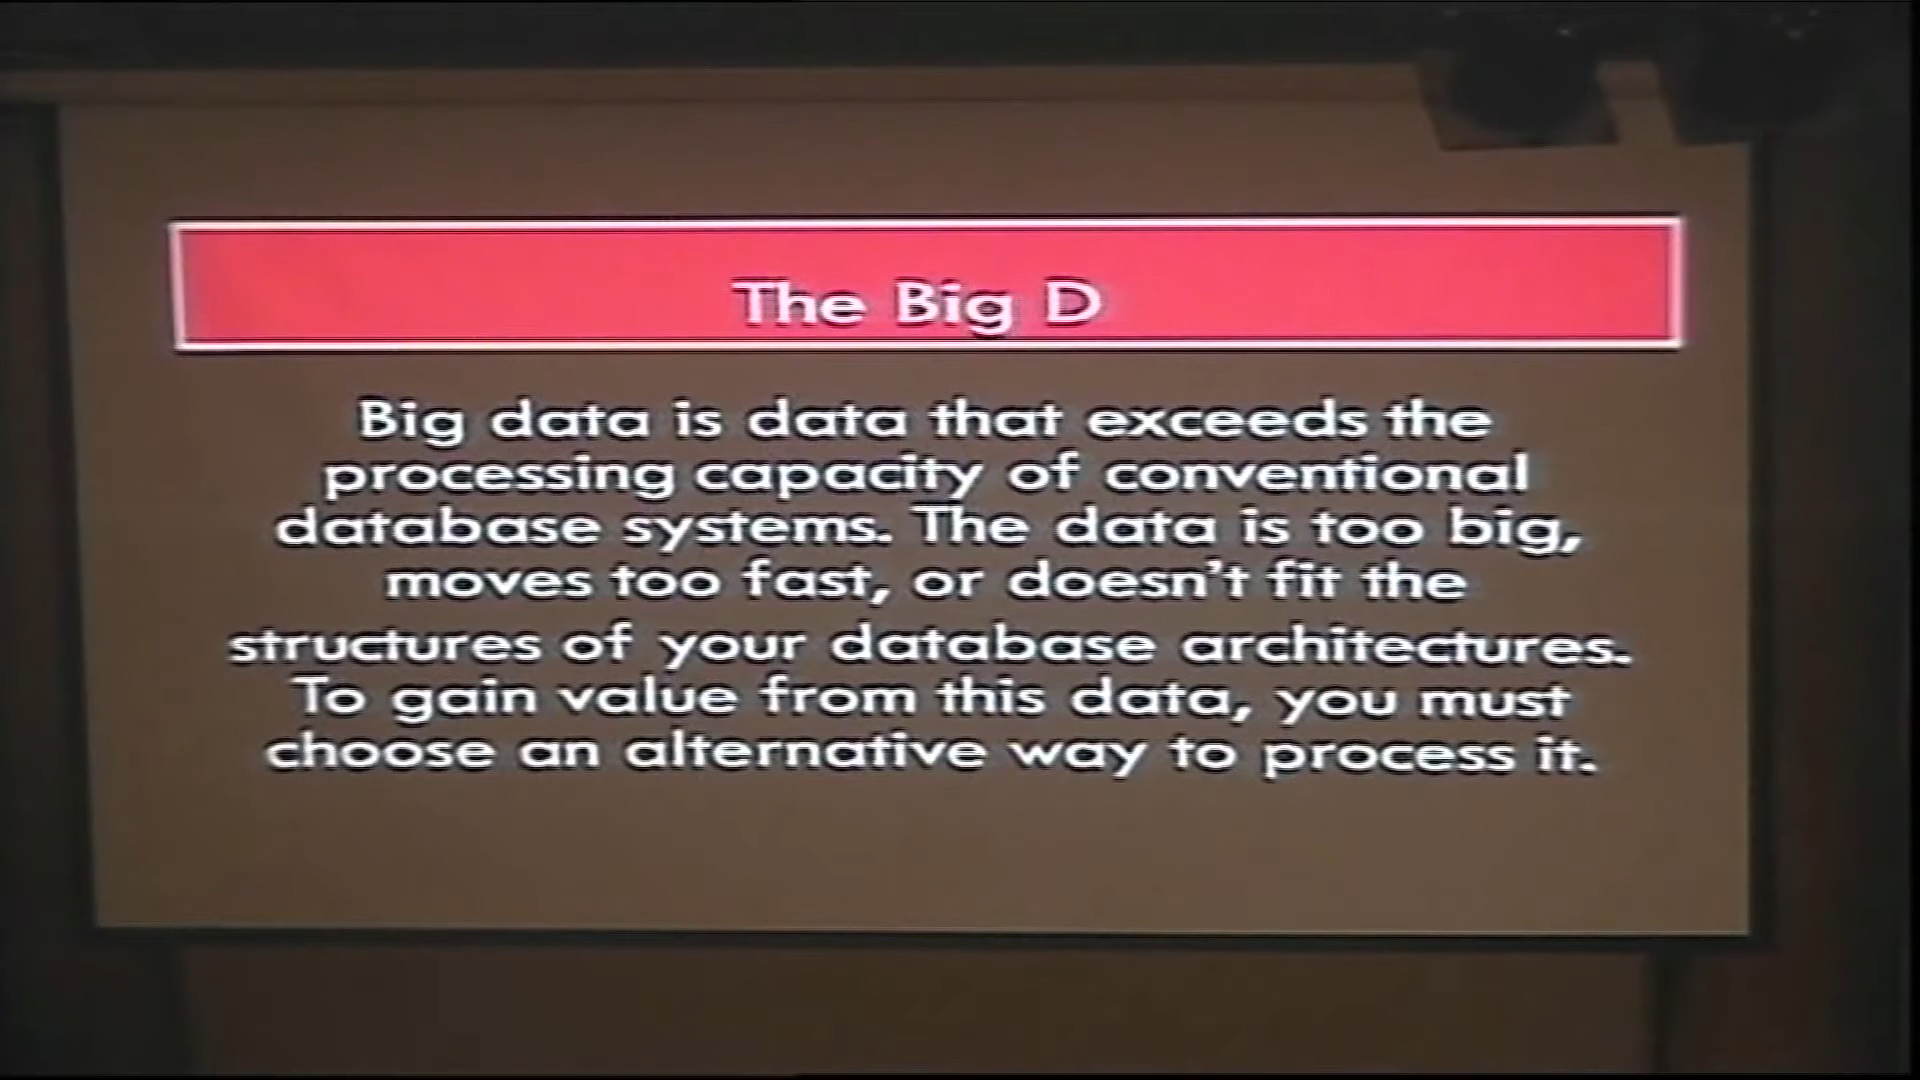 The Big D
Big data is data that exceeds the
processing capacity of conventional
database systems. The data is too big,
moves too fast, or doesn't fit the
structures of your database architectures.
To gain value from this data, you must
choose an alternative way to process it.